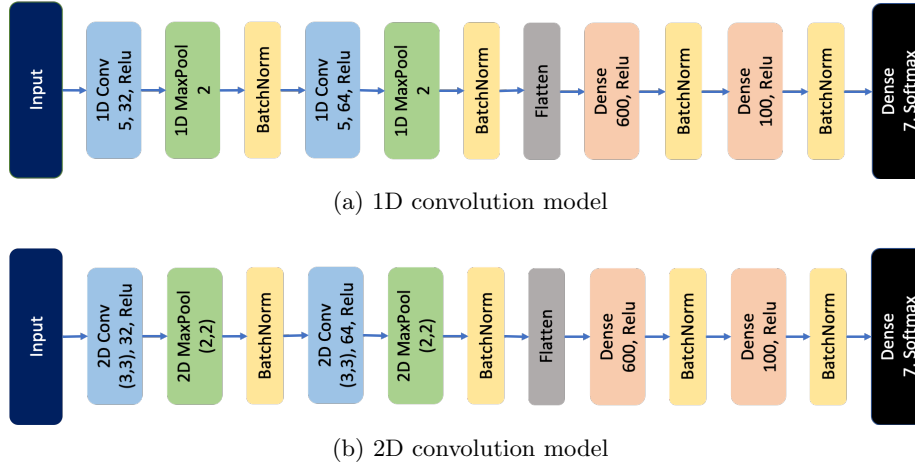 Input
1D Conv
5, 32, Relu
1D MaxPool
2
BatchNorm
1D Conv
5, 64, Relu
1D MaxPool
2
BatchNorm
Flatten
Dense
600, Relu
BatchNorm
Dense
100, Relu
BatchNorm
Dense
7, Softmax
(a) 1D convolution model
Input
2D Conv
(3,3), 32, Relu
2D MaxPool
(2,2)
BatchNorm
2D Conv
(3,3), 64, Relu
2D MaxPool
(2,2)
BatchNorm
Flatten
Dense
600, Relu
BatchNorm
Dense
100, Relu
BatchNorm
Dense
7, Softmax
(b) 2D convolution model